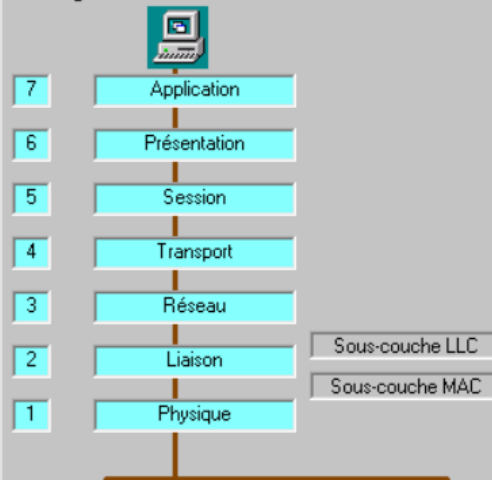 7 Application
6 Présentation
5 Session
4 Transport
3 Réseau
Sous-couche LLC
2 Liaison
Sous-couche MAC
1 Physique